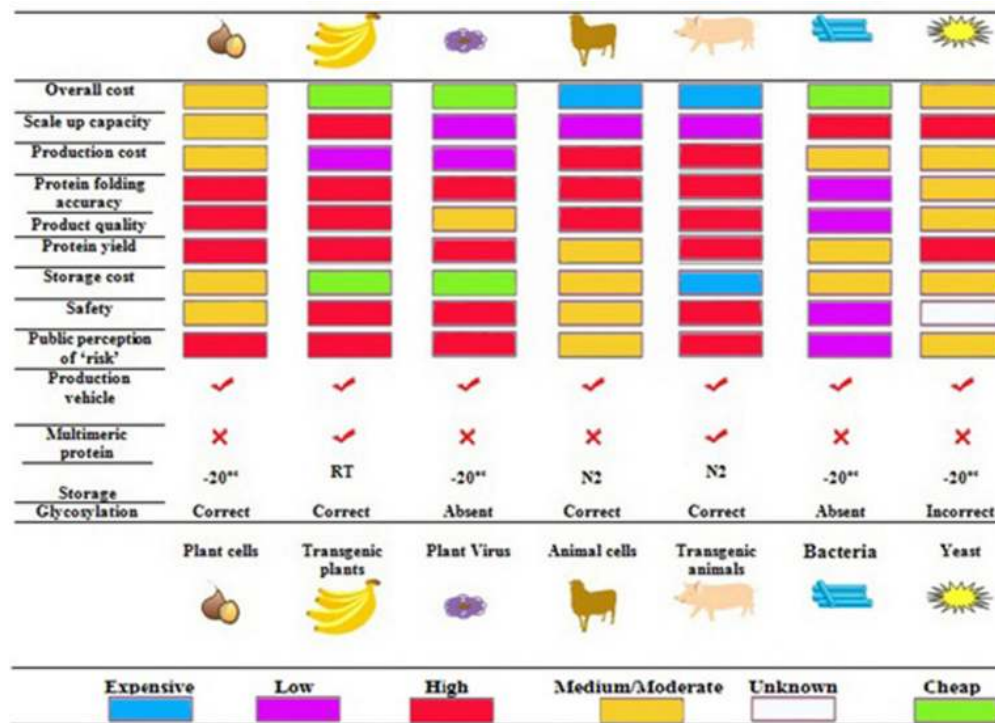 Overall cost
Scale up capacity
Production cost
Protein folding
accuracy
Product quality
Protein yield
Storage cost
Safety
Public perception
of ‘risk’
Production
vehicle
Multimeric
protein
-20°c RT -20°c N2 N2 -20°c -20°c
Storage
Glycosylation Correct Correct Absent Correct Correct Absent Incorrect
Plant cells Transgenic plants Plant Virus Animal cells Transgenic animals Bacteria Yeast
Expensive Low High Medium/Moderate Unknown Cheap